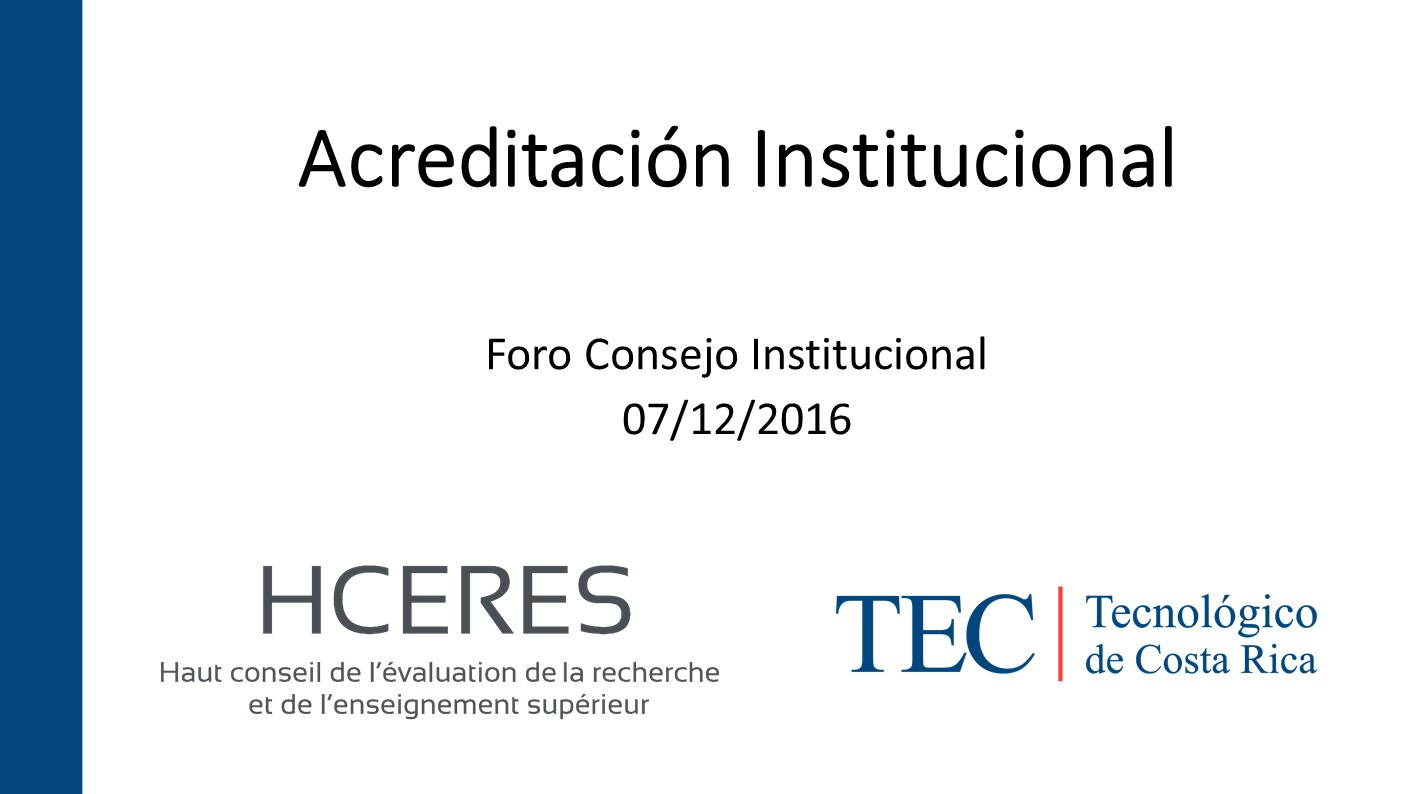 Acreditación Institucional
Foro Consejo Institucional
07/12/2016
HCERES
Haut conseil de l'évaluation de la recherche
et de l'enseignement supérieur
TEC
Tecnológico
de Costa Rica